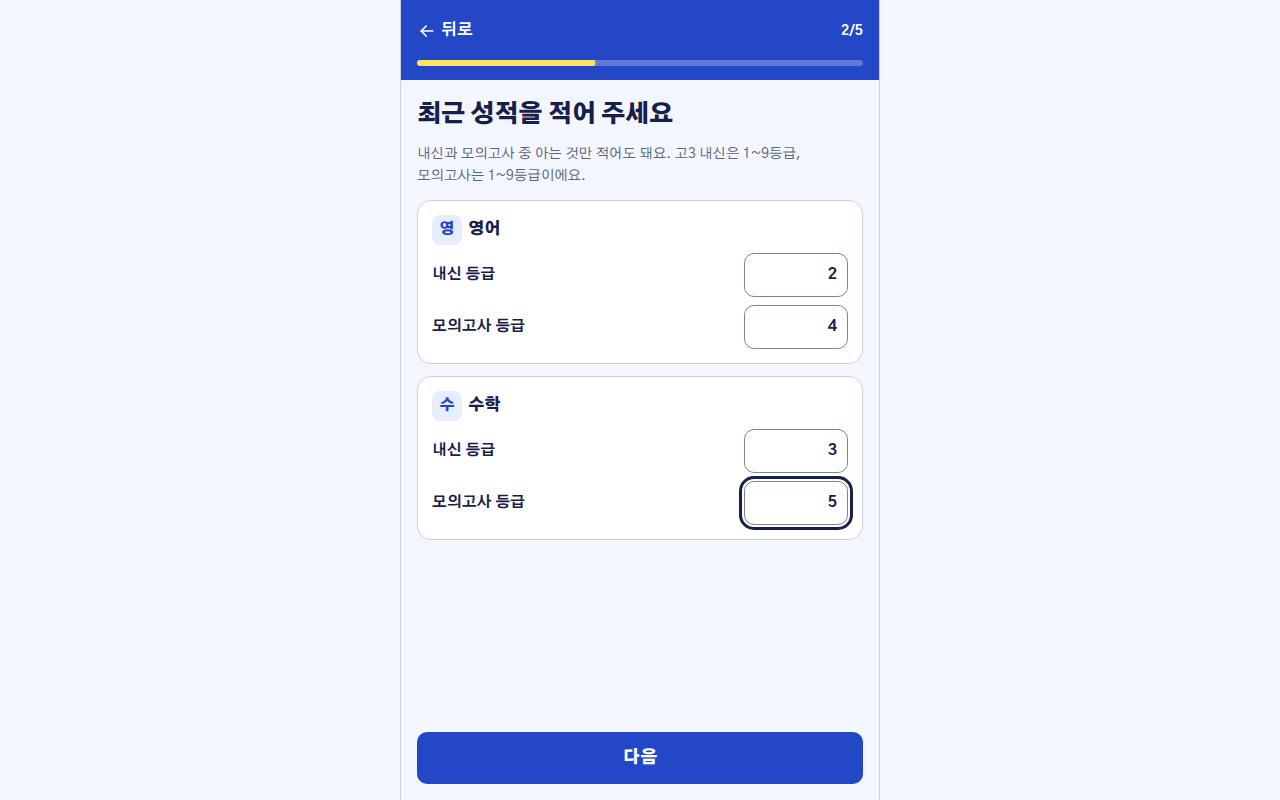 ← 뒤로
2/5
최근 성적을 적어 주세요
내신과 모의고사 중 아는 것만 적어도 돼요. 고3 내신은 1~9등급,
모의고사는 1~9등급이에요.
영 영어
내신 등급 2
모의고사 등급 4
수 수학
내신 등급 3
모의고사 등급 5
다음